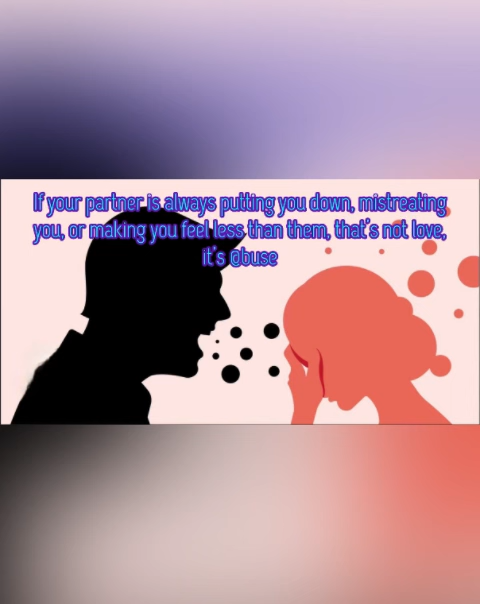 If your partner is always putting you down, mistreating
you, or making you feel less than them, that's not love,
it's @buse